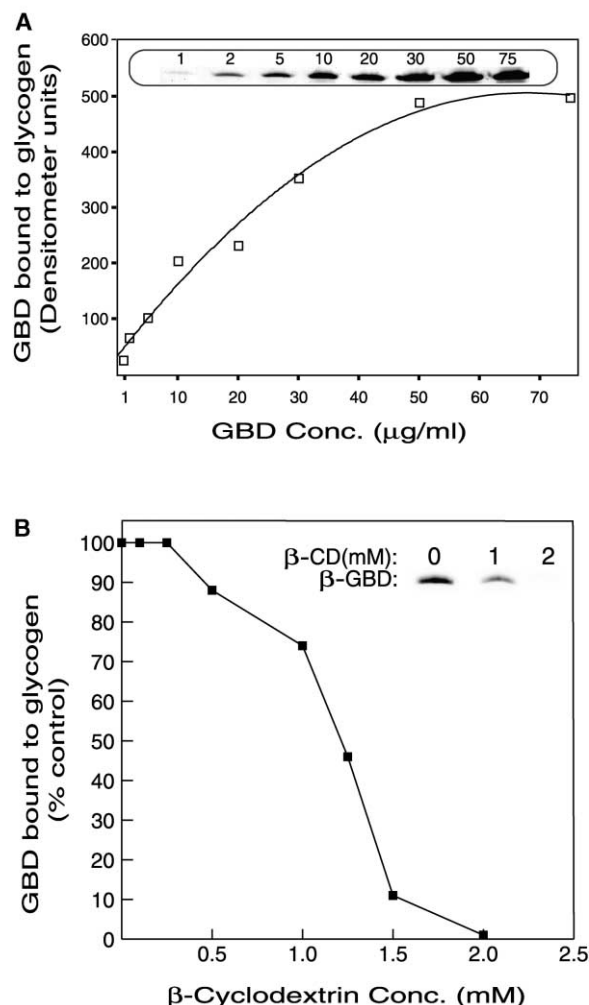 A
600
500
400
300
200
100
1 2 5 10 20 30 50 75
GBD bound to glycogen
(Densitometer units)
1 10 20 30 40 50 60 70
GBD Conc. (μg/ml)
B
100
90
80
70
60
50
40
30
20
10
0
β-CD(mM): 0 1 2
β-GBD:
GBD bound to glycogen
(% control)
0.5 1.0 1.5 2.0 2.5
β-Cyclodextrin Conc. (mM)